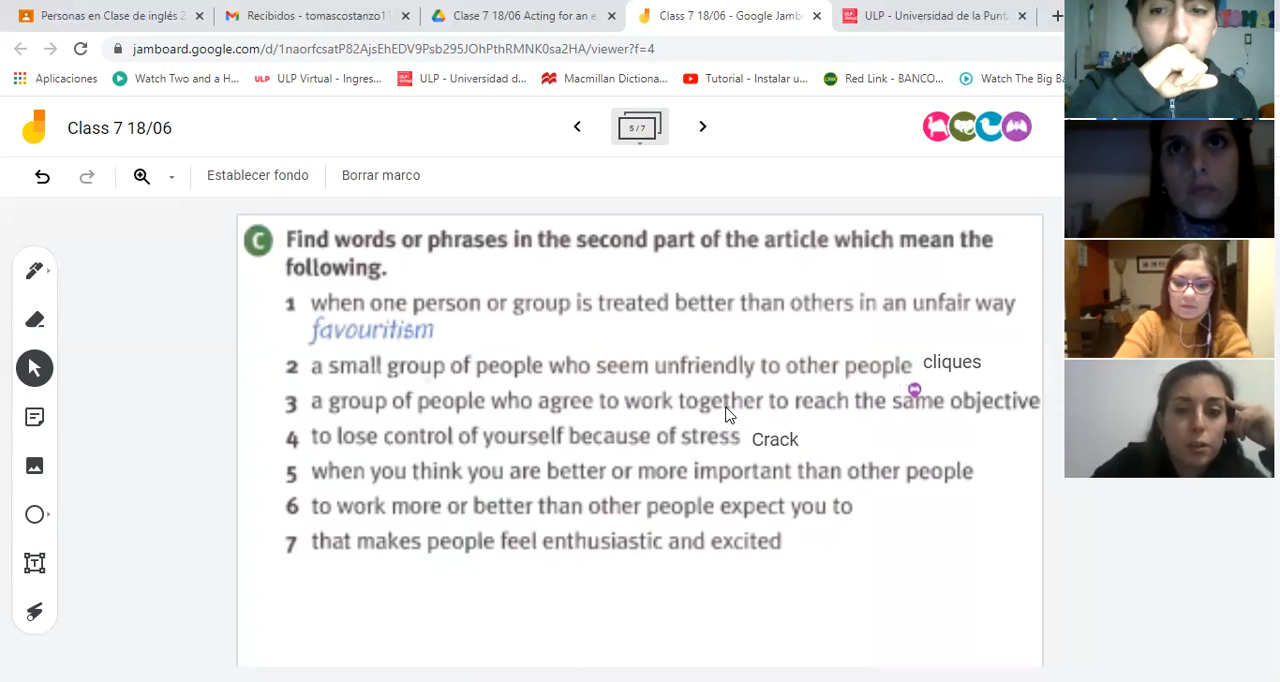 Personas en Clase de inglés 2
Recibidos - tomascostanzo11
Clase 7 18/06 Acting for an e
Class 7 18/06 - Google Jamb
ULP - Universidad de la Punt
jamboard.google.com/d/1naorfcsatP82AjsEhEDV9Psb295JOhPthRMNK0sa2HA/viewer?f=4
Aplicaciones
Watch Two and a H...
ULP Virtual - Ingres...
ULP - Universidad d...
Macmillan Dictiona...
Tutorial - Instalar u...
Red Link - BANCO...
Watch The Big Ba
Class 7 18/06
5 / 7
Establecer fondo
Borrar marco
C Find words or phrases in the second part of the article which mean the
following.
1 when one person or group is treated better than others in an unfair way
favouritism
2 a small group of people who seem unfriendly to other people cliques
3 a group of people who agree to work together to reach the same objective
4 to lose control of yourself because of stress Crack
5 when you think you are better or more important than other people
6 to work more or better than other people expect you to
7 that makes people feel enthusiastic and excited